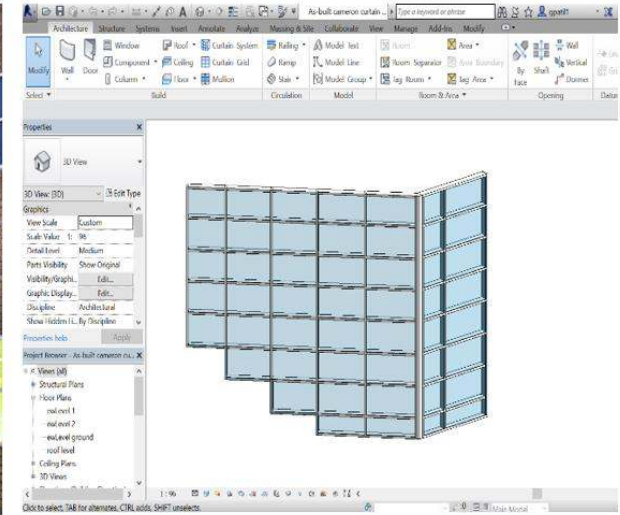 As-built cameron curtain ... Type a keyword or phrase
Architecture Structure Systems Insert Annotate Analyze Massing & Site Collaborate View Manage Add-Ins Modify
Modify Wall Door
Window
Component
Column
Roof
Ceiling
Floor
Curtain System
Curtain Grid
Mullion
Railing
Ramp
Stair
Model Text
Model Line
Model Group
Room
Room Separator
Tag Room
Area
Area Boundary
Tag Area
By Face
Shaft
Wall
Vertical
Dormer
Select Build Circulation Model Room & Area Opening Datum
Properties X
3D View
3D View: {3D} Edit Type
Graphics
View Scale Custom
Scale Value 1: 96
Detail Level Medium
Parts Visibility Show Original
Visibility/Graphi... Edit...
Graphic Display... Edit...
Discipline Architectural
Show Hidden Li... By Discipline
Properties help Apply
Project Browser - As-built cameron cu... X
Views (all)
Structural Plans
Floor Plans
roof level
Ceiling Plans
3D Views
1 : 96
Click to select, TAB for alternates, CTRL adds, SHIFT unselects.
Main Model